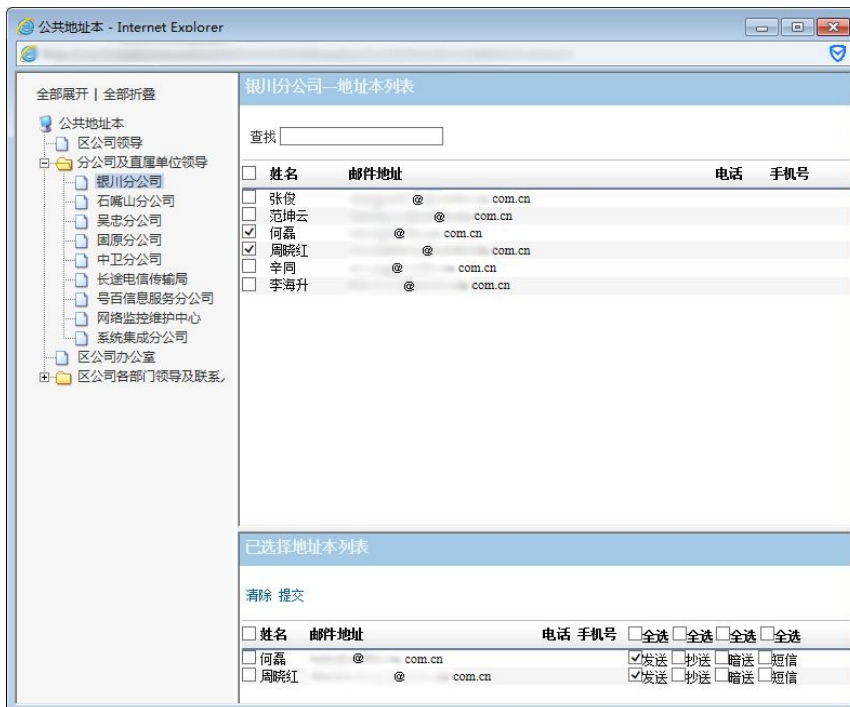 公共地址本 - Internet Explorer
全部展开 | 全部折叠
公共地址本
区公司领导
分公司及直属单位领导
银川分公司
石嘴山分公司
吴忠分公司
固原分公司
中卫分公司
长途电信传输局
号百信息服务分公司
网络监控维护中心
系统集成分公司
区公司办公室
区公司各部门领导及联系
银川分公司—地址本列表
查找
姓名 邮件地址 电话 手机号
张俊 @ com.cn
范坤云 @ com.cn
何磊 @ com.cn
周晓红 @ com.cn
辛同 @ com.cn
李海升 @ com.cn
已选择地址本列表
清除 提交
姓名 邮件地址 电话 手机号 全选 全选 全选 全选
何磊 @ com.cn 发送 抄送 暗送 短信
周晓红 @ com.cn 发送 抄送 暗送 短信